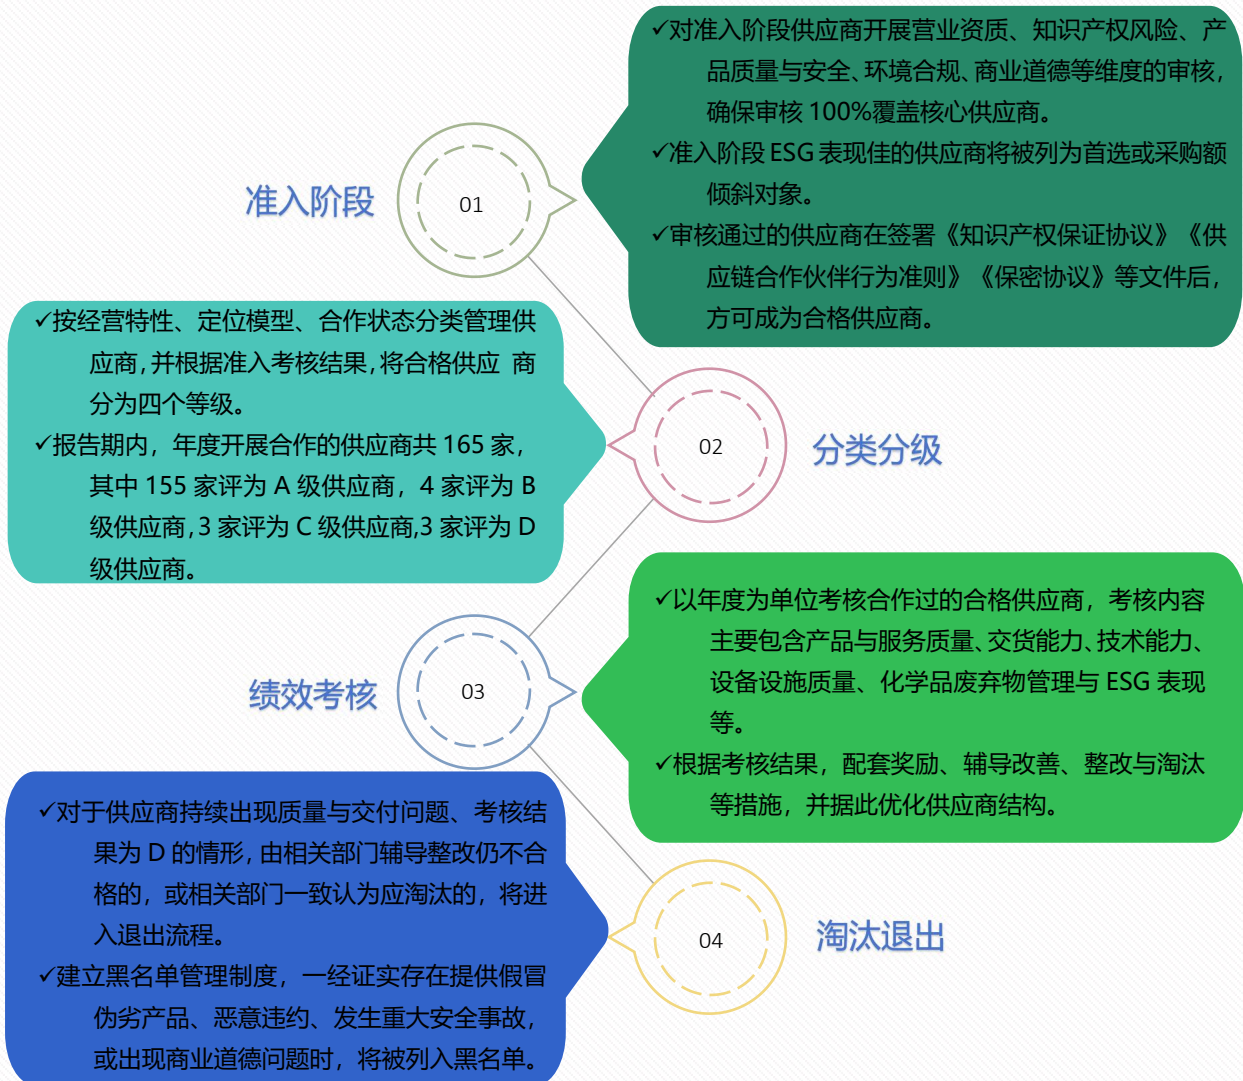 ✓对准入阶段供应商开展营业资质、知识产权风险、产
品质量与安全、环境合规、商业道德等维度的审核，
确保审核 100%覆盖核心供应商。
✓准入阶段 ESG 表现佳的供应商将被列为首选或采购额
倾斜对象。
✓审核通过的供应商在签署《知识产权保证协议》《供
应链合作伙伴行为准则》《保密协议》等文件后，
方可成为合格供应商。
准入阶段
01
✓按经营特性、定位模型、合作状态分类管理供
应商，并根据准入考核结果，将合格供应 商
分为四个等级。
✓报告期内，年度开展合作的供应商共 165 家，
其中 155 家评为 A 级供应商，4 家评为 B
级供应商，3 家评为 C 级供应商,3 家评为 D
级供应商。
02
分类分级
✓以年度为单位考核合作过的合格供应商，考核内容
主要包含产品与服务质量、交货能力、技术能力、
设备设施质量、化学品废弃物管理与 ESG 表现
等。
✓根据考核结果，配套奖励、辅导改善、整改与淘汰
等措施，并据此优化供应商结构。
绩效考核
03
✓对于供应商持续出现质量与交付问题、考核结
果为 D 的情形，由相关部门辅导整改仍不合
格的，或相关部门一致认为应淘汰的，将进
入退出流程。
✓建立黑名单管理制度，一经证实存在提供假冒
伪劣产品、恶意违约、发生重大安全事故，
或出现商业道德问题时，将被列入黑名单。
04
淘汰退出